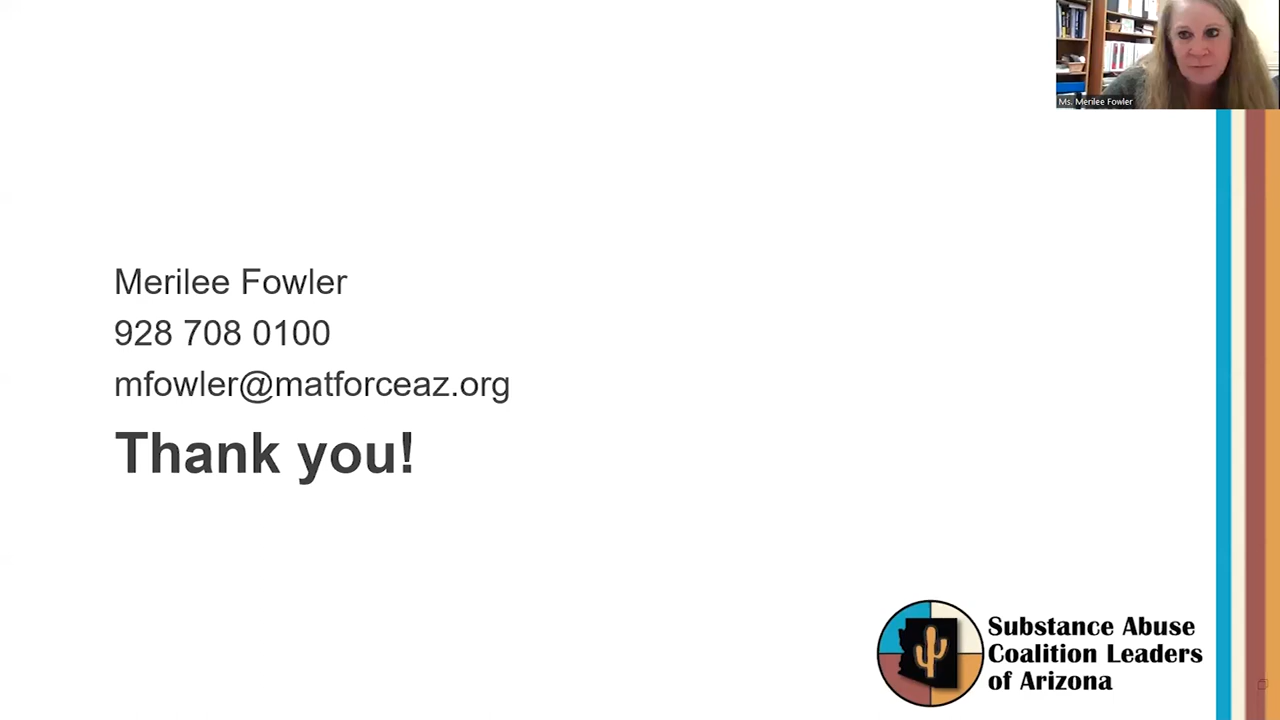 Ms. Merilee Fowler
Merilee Fowler
928 708 0100
mfowler@matforceaz.org
Thank you!
Substance Abuse
Coalition Leaders
of Arizona